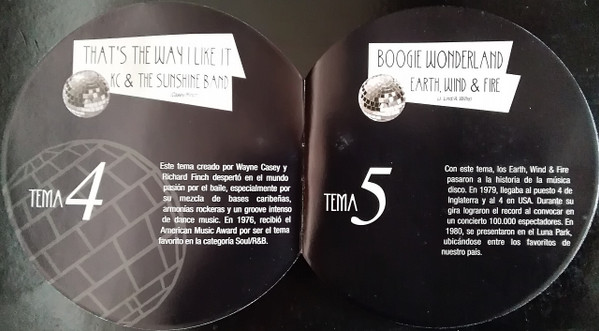 THAT'S THE WAY I LIKE IT
KC & THE SUNSHINE BAND
TEMA 4
Este tema creado por Wayne Casey y
Richard Finch despertó en el mundo
pasión por el baile, especialmente por
su mezcla de bases caribeñas,
armonías rockeras y un groove intenso
de dance music. En 1976, recibió el
American Music Award por ser el tema
favorito en la categoría Soul/R&B.
BOOGIE WONDERLAND
EARTH, WIND & FIRE
TEMA 5
Con este tema, los Earth, Wind & Fire
pasaron a la historia de la música
disco. En 1979, llegaba al puesto 4 de
Inglaterra y al 4 en USA. Durante su
gira lograron el record al convocar en
un concierto 100.000 espectadores. En
1980, se presentaron en el Luna Park,
ubicándose entre los favoritos de
nuestro país.